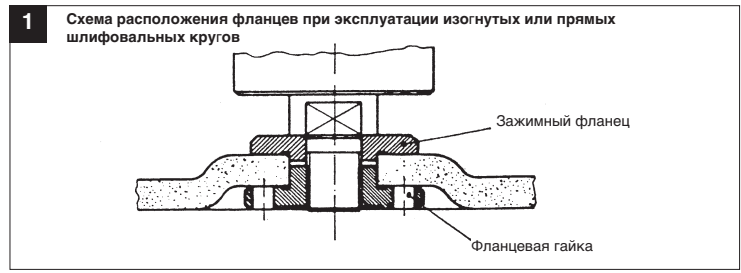 1
Схема расположения фланцев при эксплуатации изогнутых или прямых
шлифовальных кругов
Зажимный фланец
Фланцевая гайка